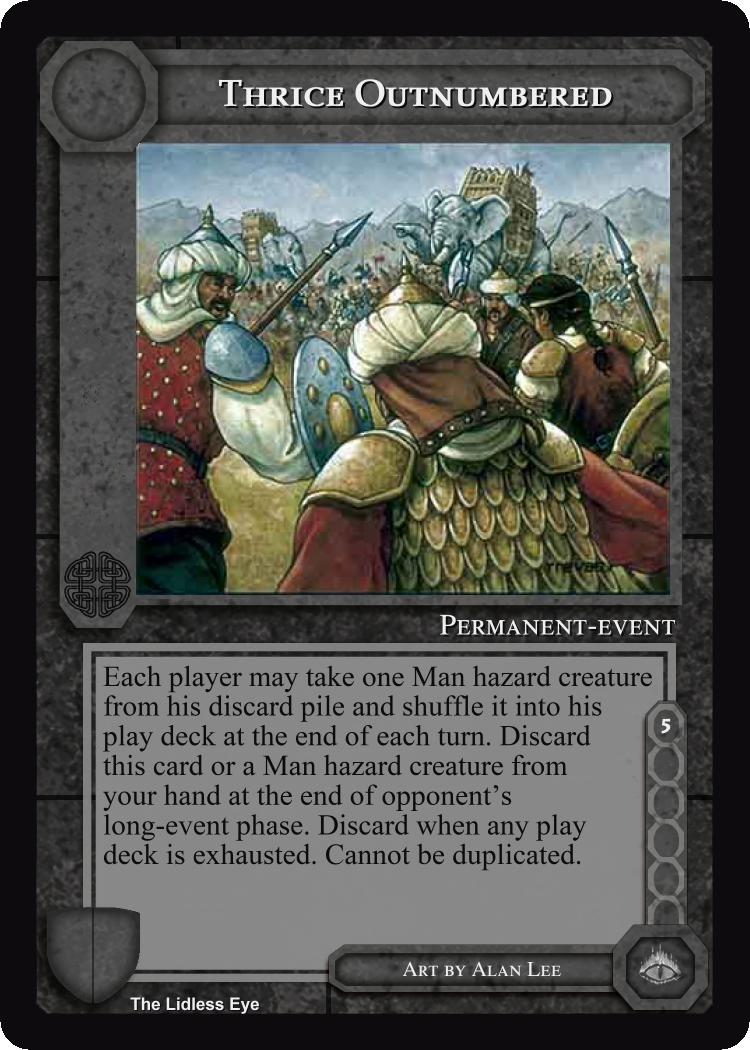 Thrice Outnumbered
Permanent-event
Each player may take one Man hazard creature
from his discard pile and shuffle it into his
play deck at the end of each turn. Discard
this card or a Man hazard creature from
your hand at the end of opponent's
long-event phase. Discard when any play
deck is exhausted. Cannot be duplicated.
5
Art by Alan Lee
The Lidless Eye